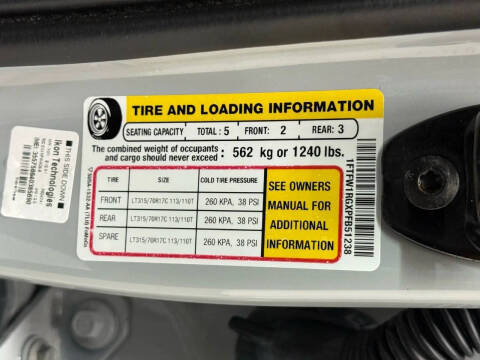 TIRE AND LOADING INFORMATION
SEATING CAPACITY TOTAL: 5 FRONT: 2 REAR: 3
The combined weight of occupants and cargo should never exceed • 562 kg or 1240 lbs.
TIRE SIZE COLD TIRE PRESSURE
FRONT LT315/70R17C 113/110T 260 KPA, 38 PSI
REAR LT315/70R17C 113/110T 260 KPA, 38 PSI
SPARE LT315/70R17C 113/110T 260 KPA, 38 PSI
SEE OWNERS
MANUAL FOR
ADDITIONAL
INFORMATION
THIS SIDE DOWN
Ikon Technologies